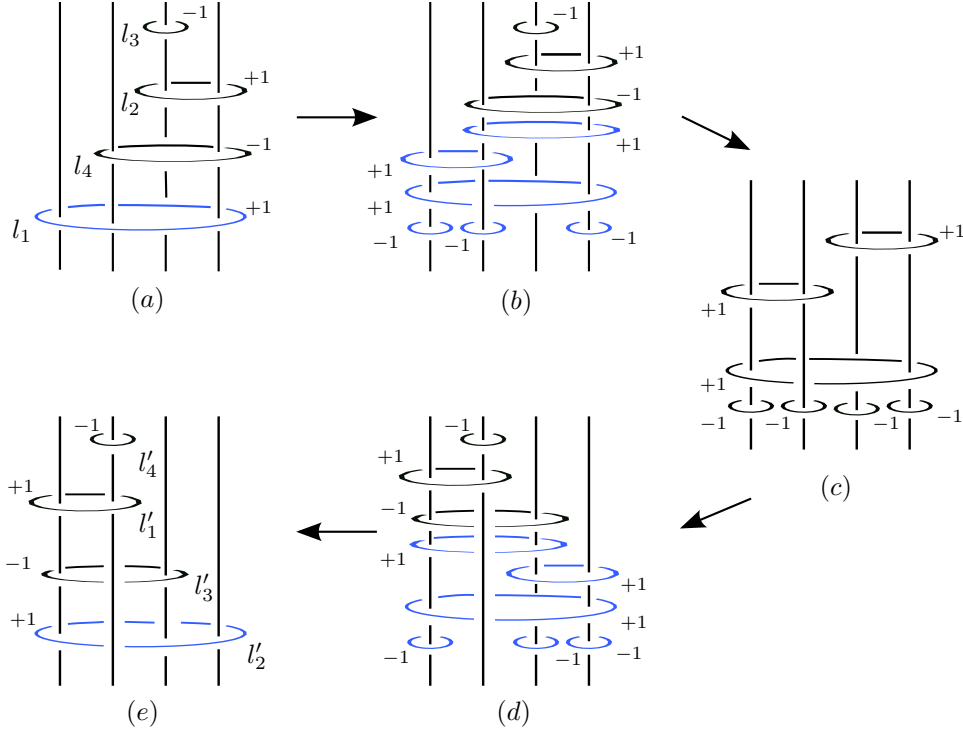 l₃ −1
l₂ +1
l₄ −1
l₁ +1
(a)
−1
+1
−1
+1
+1
+1
−1 −1 −1
(b)
+1
+1
+1
−1 −1 −1 −1
(c)
−1
+1
−1
+1
+1
+1
−1 −1 −1
(d)
−1
l′₄
+1
l′₁
−1
l′₃
+1
l′₂
(e)